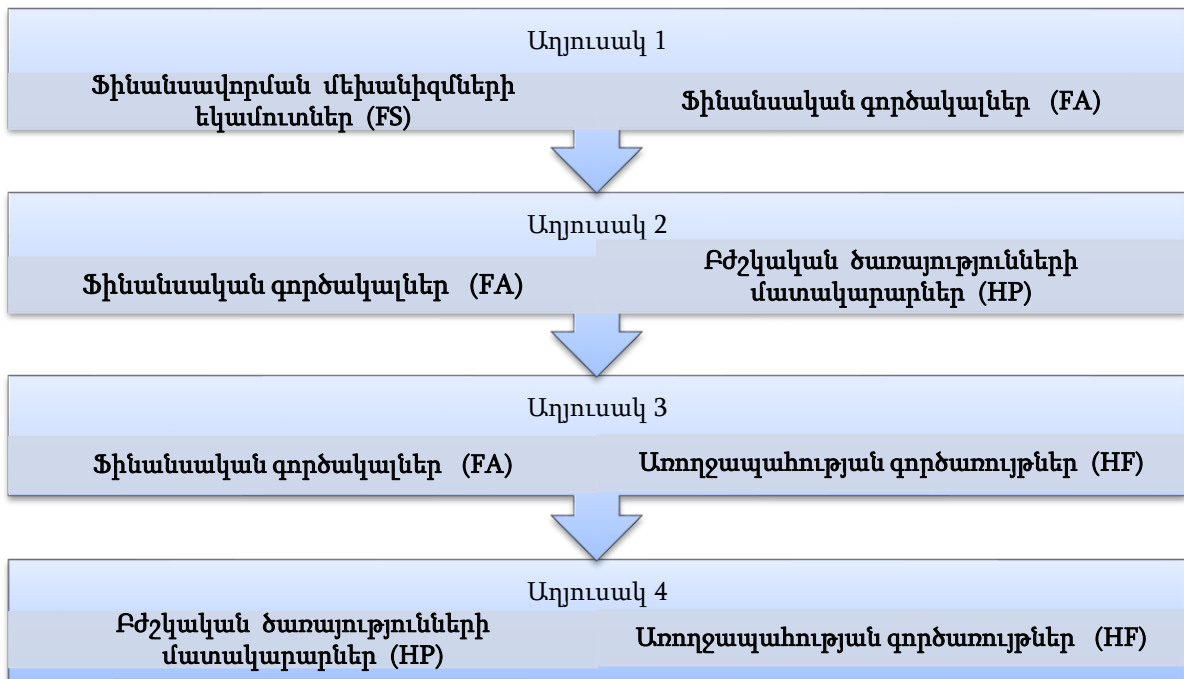 Աղյուսակ 1
Ֆինանսավորման մեխանիզմների
եկամուտներ (FS)
Ֆինանսական գործակալներ (FA)
Աղյուսակ 2
Ֆինանսական գործակալներ (FA)
Բժշկական ծառայությունների
մատակարարներ (HP)
Աղյուսակ 3
Ֆինանսական գործակալներ (FA)
Առողջապահության գործառույթներ (HF)
Աղյուսակ 4
Բժշկական ծառայությունների
մատակարարներ (HP)
Առողջապահության գործառույթներ (HF)